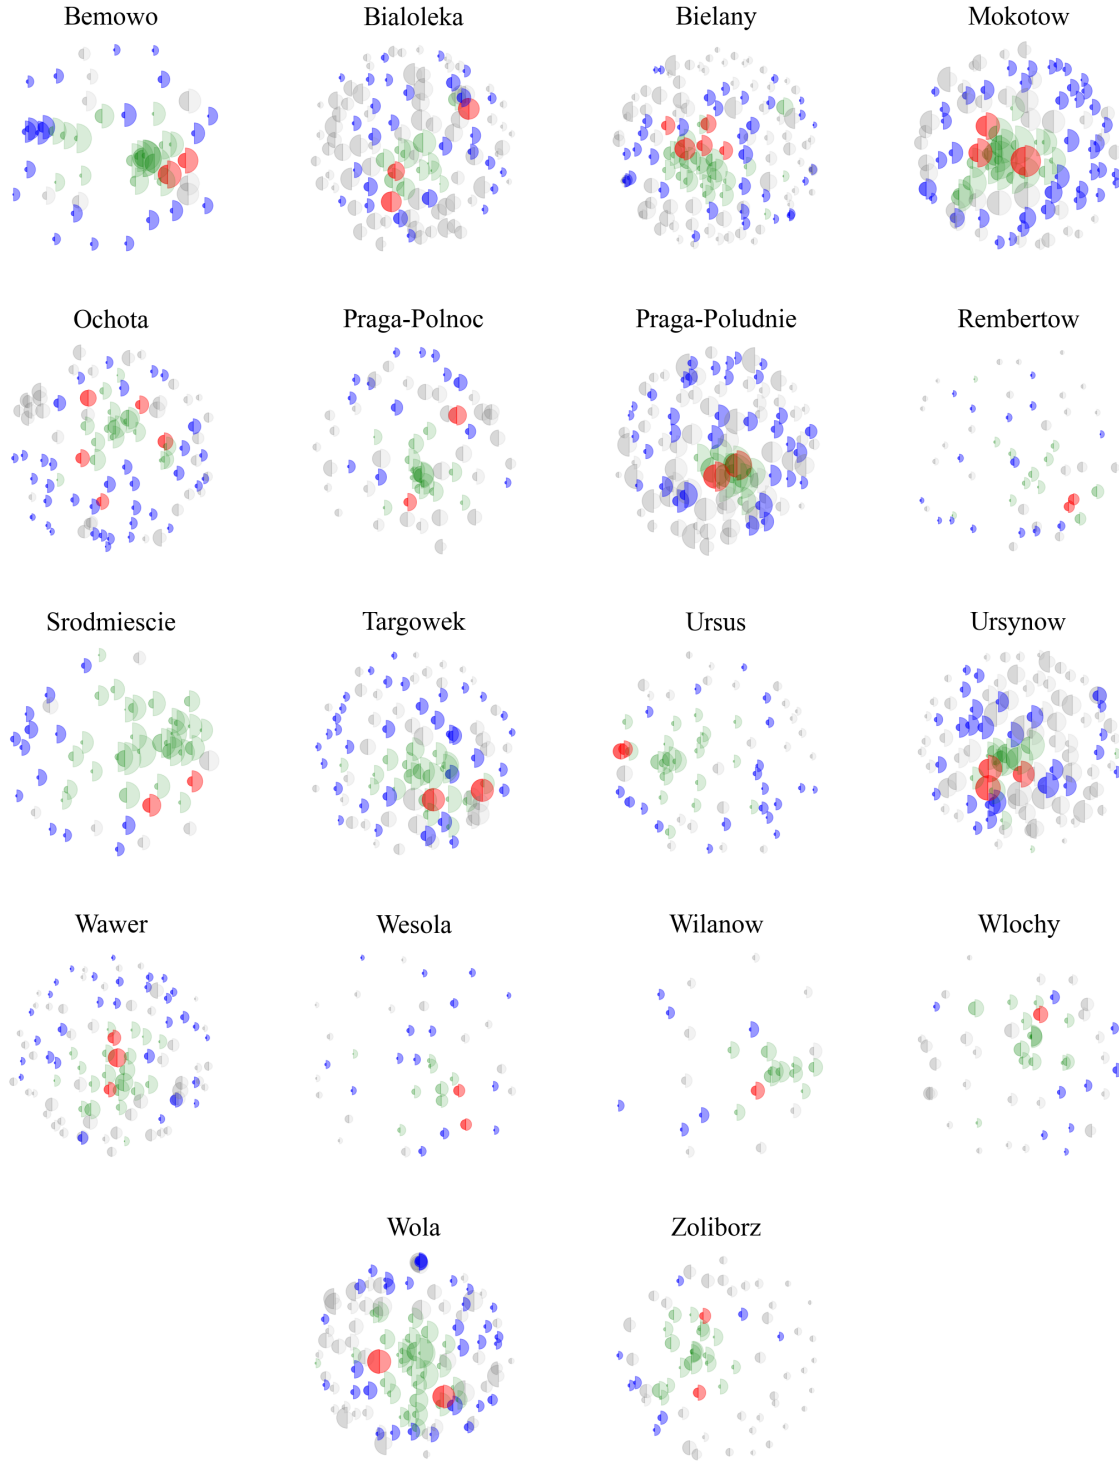 Bemowo
Bialoleka
Bielany
Mokotow
Ochota
Praga-Polnoc
Praga-Poludnie
Rembertow
Srodmiescie
Targowek
Ursus
Ursynow
Wawer
Wesola
Wilanow
Wlochy
Wola
Zoliborz